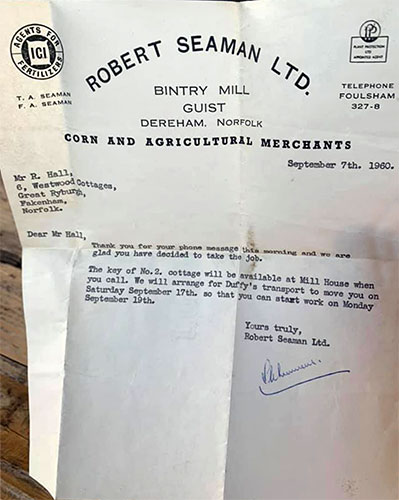 AGENTS FOR
ICI
FERTILIZERS
PLANT PROTECTION
LTD
APPOINTED AGENT
ROBERT SEAMAN LTD.
T. A. SEAMAN
F. A. SEAMAN
BINTRY MILL
GUIST
DEREHAM, NORFOLK
TELEPHONE
FOULSHAM
327-8
CORN AND AGRICULTURAL MERCHANTS
September 7th. 1960.
Mr R. Hall,
6, Westwood Cottages,
Great Ryburgh,
Fakenham,
Norfolk.
Dear Mr Hall,
Thank you for your phone message this morning and we are
glad you have decided to take the job.
The key of No.2. cottage will be available at Mill House when
you call. We will arrange for Duffy's transport to move you on
Saturday September 17th. so that you can start work on Monday
September 19th.
Yours truly,
Robert Seaman Ltd.